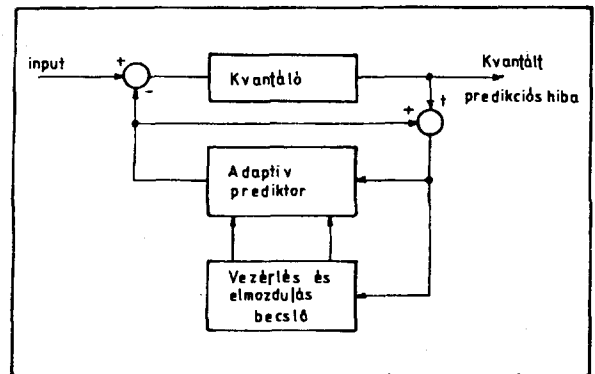 input
+
-
Kvantáló
Kvantált
predikciós hiba
+
+
Adaptív
prediktor
Vezérlés és
elmozdulás
becslő